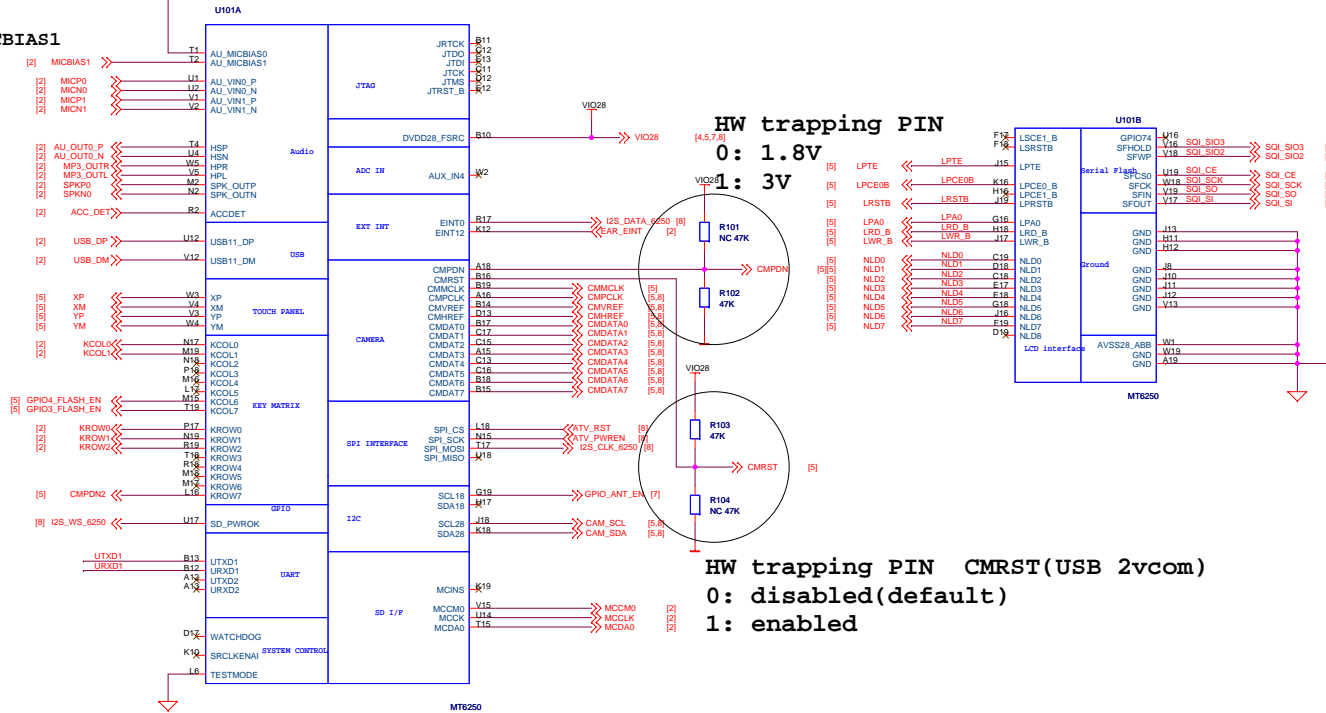 U101A
CBIAS1
[2] MICBIAS1
T1 AU_MICBIAS0
T2 AU_MICBIAS1
[2] MICP0 U1 AU_VIN0_P
[2] MICN0 U2 AU_VIN0_N
[2] MICP1 V1 AU_VIN1_P
[2] MICN1 V2 AU_VIN1_N
[2] AU_OUT0_P T4 HSP
[2] AU_OUT0_N U4 HSN
[2] MP3_OUTR W5 HPR
[2] MP3_OUTL V5 HPL
[2] SPKP0 M2 SPK_OUTP
[2] SPKN0 N2 SPK_OUTN
Audio
[2] ACC_DET R2 ACCDET
[2] USB_DP U12 USB11_DP
USB
[2] USB_DM V12 USB11_DM
[5] XP W3 XP
[5] XM V4 XM
[5] YP V3 YP
[5] YM W4 YM
TOUCH PANEL
[2] KCOL0 N17 KCOL0
[2] KCOL1 M19 KCOL1
N18 KCOL2
P18 KCOL3
M16 KCOL4
L17 KCOL5
[5] GPIO4_FLASH_EN M15 KCOL6
[5] GPIO3_FLASH_EN T19 KCOL7
KEY MATRIX
[2] KROW0 P17 KROW0
[2] KROW1 N19 KROW1
[2] KROW2 R19 KROW2
T18 KROW3
R18 KROW4
M18 KROW5
M17 KROW6
[5] CMPDN2 L16 KROW7
GPIO
[8] I2S_WS_6250 U17 SD_PWROK
UTXD1 B13 UTXD1
URXD1 B12 URXD1
A12 UTXD2
A13 URXD2
UART
D17 WATCHDOG
K10 SRCLKENAI
SYSTEM CONTROL
L6 TESTMODE
JTAG
JRTCK B11
JTDO C12
JTDI E13
JTCK C11
JTMS D12
JTRST_B E12
DVDD28_FSRC B10 VIO28 VIO28 [4,5,7,8]
ADC IN
AUX_IN4 W2
EXT INT
EINT0 R17 I2S_DATA_6250 [8]
EINT12 K12 EAR_EINT [2]
CAMERA
CMPDN A18
CMRST B16
CMMCLK B19 CMMCLK [5]
CMPCLK A16 CMPCLK [5,8]
CMVREF B14 CMVREF [5,8]
CMHREF D13 CMHREF [5,8]
CMDAT0 B17 CMDATA0 [5,8]
CMDAT1 C17 CMDATA1 [5,8]
CMDAT2 C15 CMDATA2 [5,8]
CMDAT3 A15 CMDATA3 [5,8]
CMDAT4 C13 CMDATA4 [5,8]
CMDAT5 C16 CMDATA5 [5,8]
CMDAT6 B18 CMDATA6 [5,8]
CMDAT7 B15 CMDATA7 [5,8]
SPI INTERFACE
SPI_CS L18 ATV_RST [8]
SPI_SCK N15 ATV_PWREN [8]
SPI_MOSI T17 I2S_CLK_6250 [8]
SPI_MISO U18
I2C
SCL18 G19 GPIO_ANT_EN [7]
SDA18 H17
SCL28 J18 CAM_SCL [5,8]
SDA28 K18 CAM_SDA [5,8]
SD I/F
MCINS K19
MCCM0 V15 MCCM0 [2]
MCCK U14 MCCLK [2]
MCDA0 T15 MCDA0 [2]
MT6250
HW trapping PIN
0: 1.8V
1: 3V
VIO28
R101
NC 47K
CMPDN [5]
R102
47K
VIO28
R103
47K
CMRST [5]
R104
NC 47K
HW trapping PIN CMRST(USB 2vcom)
0: disabled(default)
1: enabled
U101B
F17 LSCE1_B
F18 LSRSTB
[5] LPTE LPTE J15 LPTE
[5] LPCE0B LPCE0B K16 LPCE0_B
H16 LPCE1_B
[5] LRSTB LRSTB J19 LPRSTB
[5] LPA0 LPA0 G16 LPA0
[5] LRD_B LRD_B H18 LRD_B
[5] LWR_B LWR_B J17 LWR_B
[5] NLD0 NLD0 C19 NLD0
[5] NLD1 NLD1 D18 NLD1
[5] NLD2 NLD2 C18 NLD2
[5] NLD3 NLD3 E17 NLD3
[5] NLD4 NLD4 E18 NLD4
[5] NLD5 NLD5 G18 NLD5
[5] NLD6 NLD6 J16 NLD6
[5] NLD7 NLD7 F19 NLD7
D19 NLD8
LCD interface
Serial Flash
GPIO74 U16
SFHOLD V16 SQI_SIO3 SQI_SIO3
SFWP V18 SQI_SIO2 SQI_SIO2
SFCS0 U19 SQI_CE SQI_CE
SFCK W18 SQI_SCK SQI_SCK
SFIN V19 SQI_SO SQI_SO
SFOUT V17 SQI_SI SQI_SI
Ground
GND J13
GND H11
GND H12
GND J8
GND J10
GND J11
GND J12
GND V13
AVSS28_ABB W1
GND W19
GND A19
MT6250